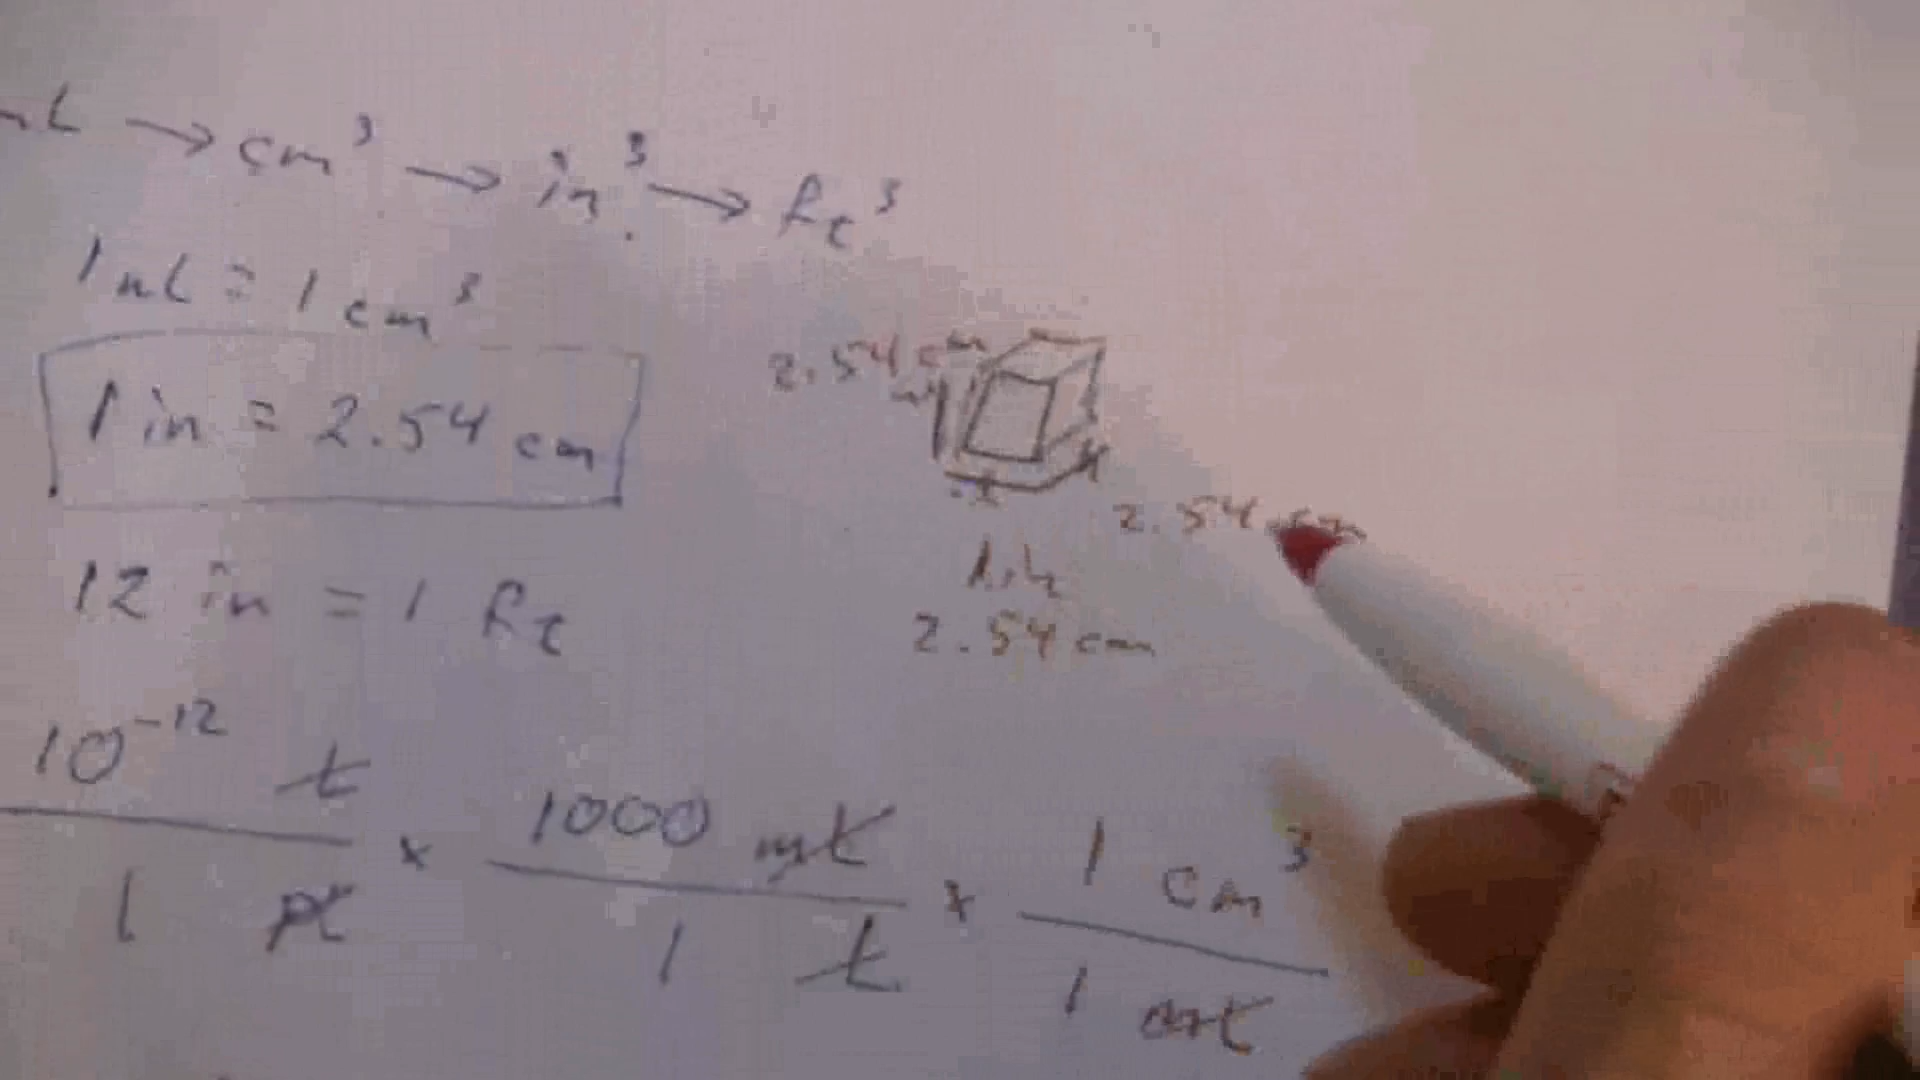 mL → cm³ → in³ → ft³
1 mL = 1 cm³
1 in = 2.54 cm
2.54 cm
2.54 cm
2.54 cm
12 in = 1 ft
10⁻¹² L / 1 pL × 1000 mL / 1 L × 1 cm³ / 1 mL